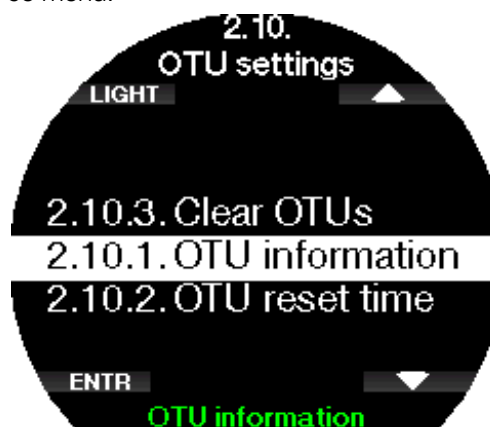 2.10.
OTU settings
LIGHT
2.10.3. Clear OTUs
2.10.1. OTU information
2.10.2. OTU reset time
ENTR
OTU information